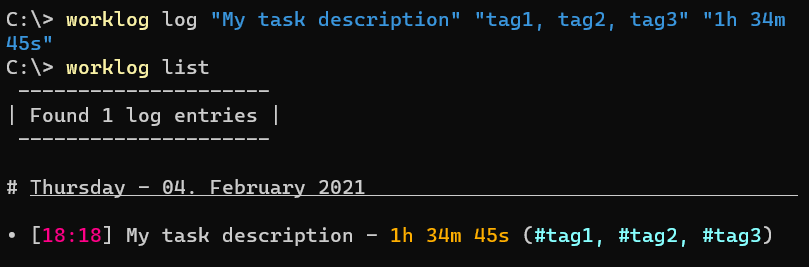 C:\> worklog log "My task description" "tag1, tag2, tag3" "1h 34m
45s"
C:\> worklog list
---------------------
| Found 1 log entries |
---------------------
# Thursday - 04. February 2021
• [18:18] My task description - 1h 34m 45s (#tag1, #tag2, #tag3)